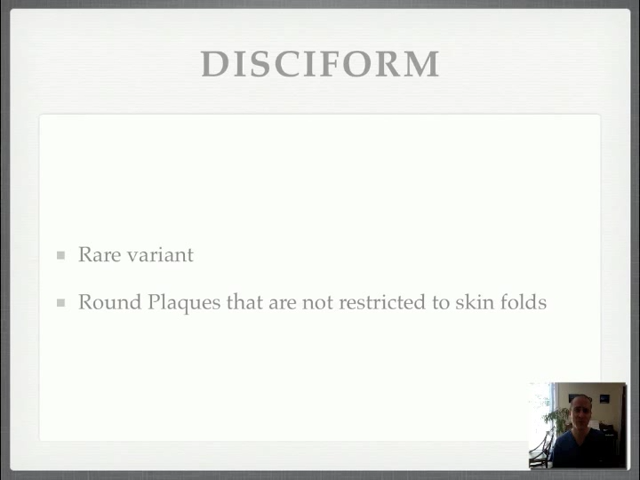 DISCIFORM
Rare variant
Round Plaques that are not restricted to skin folds